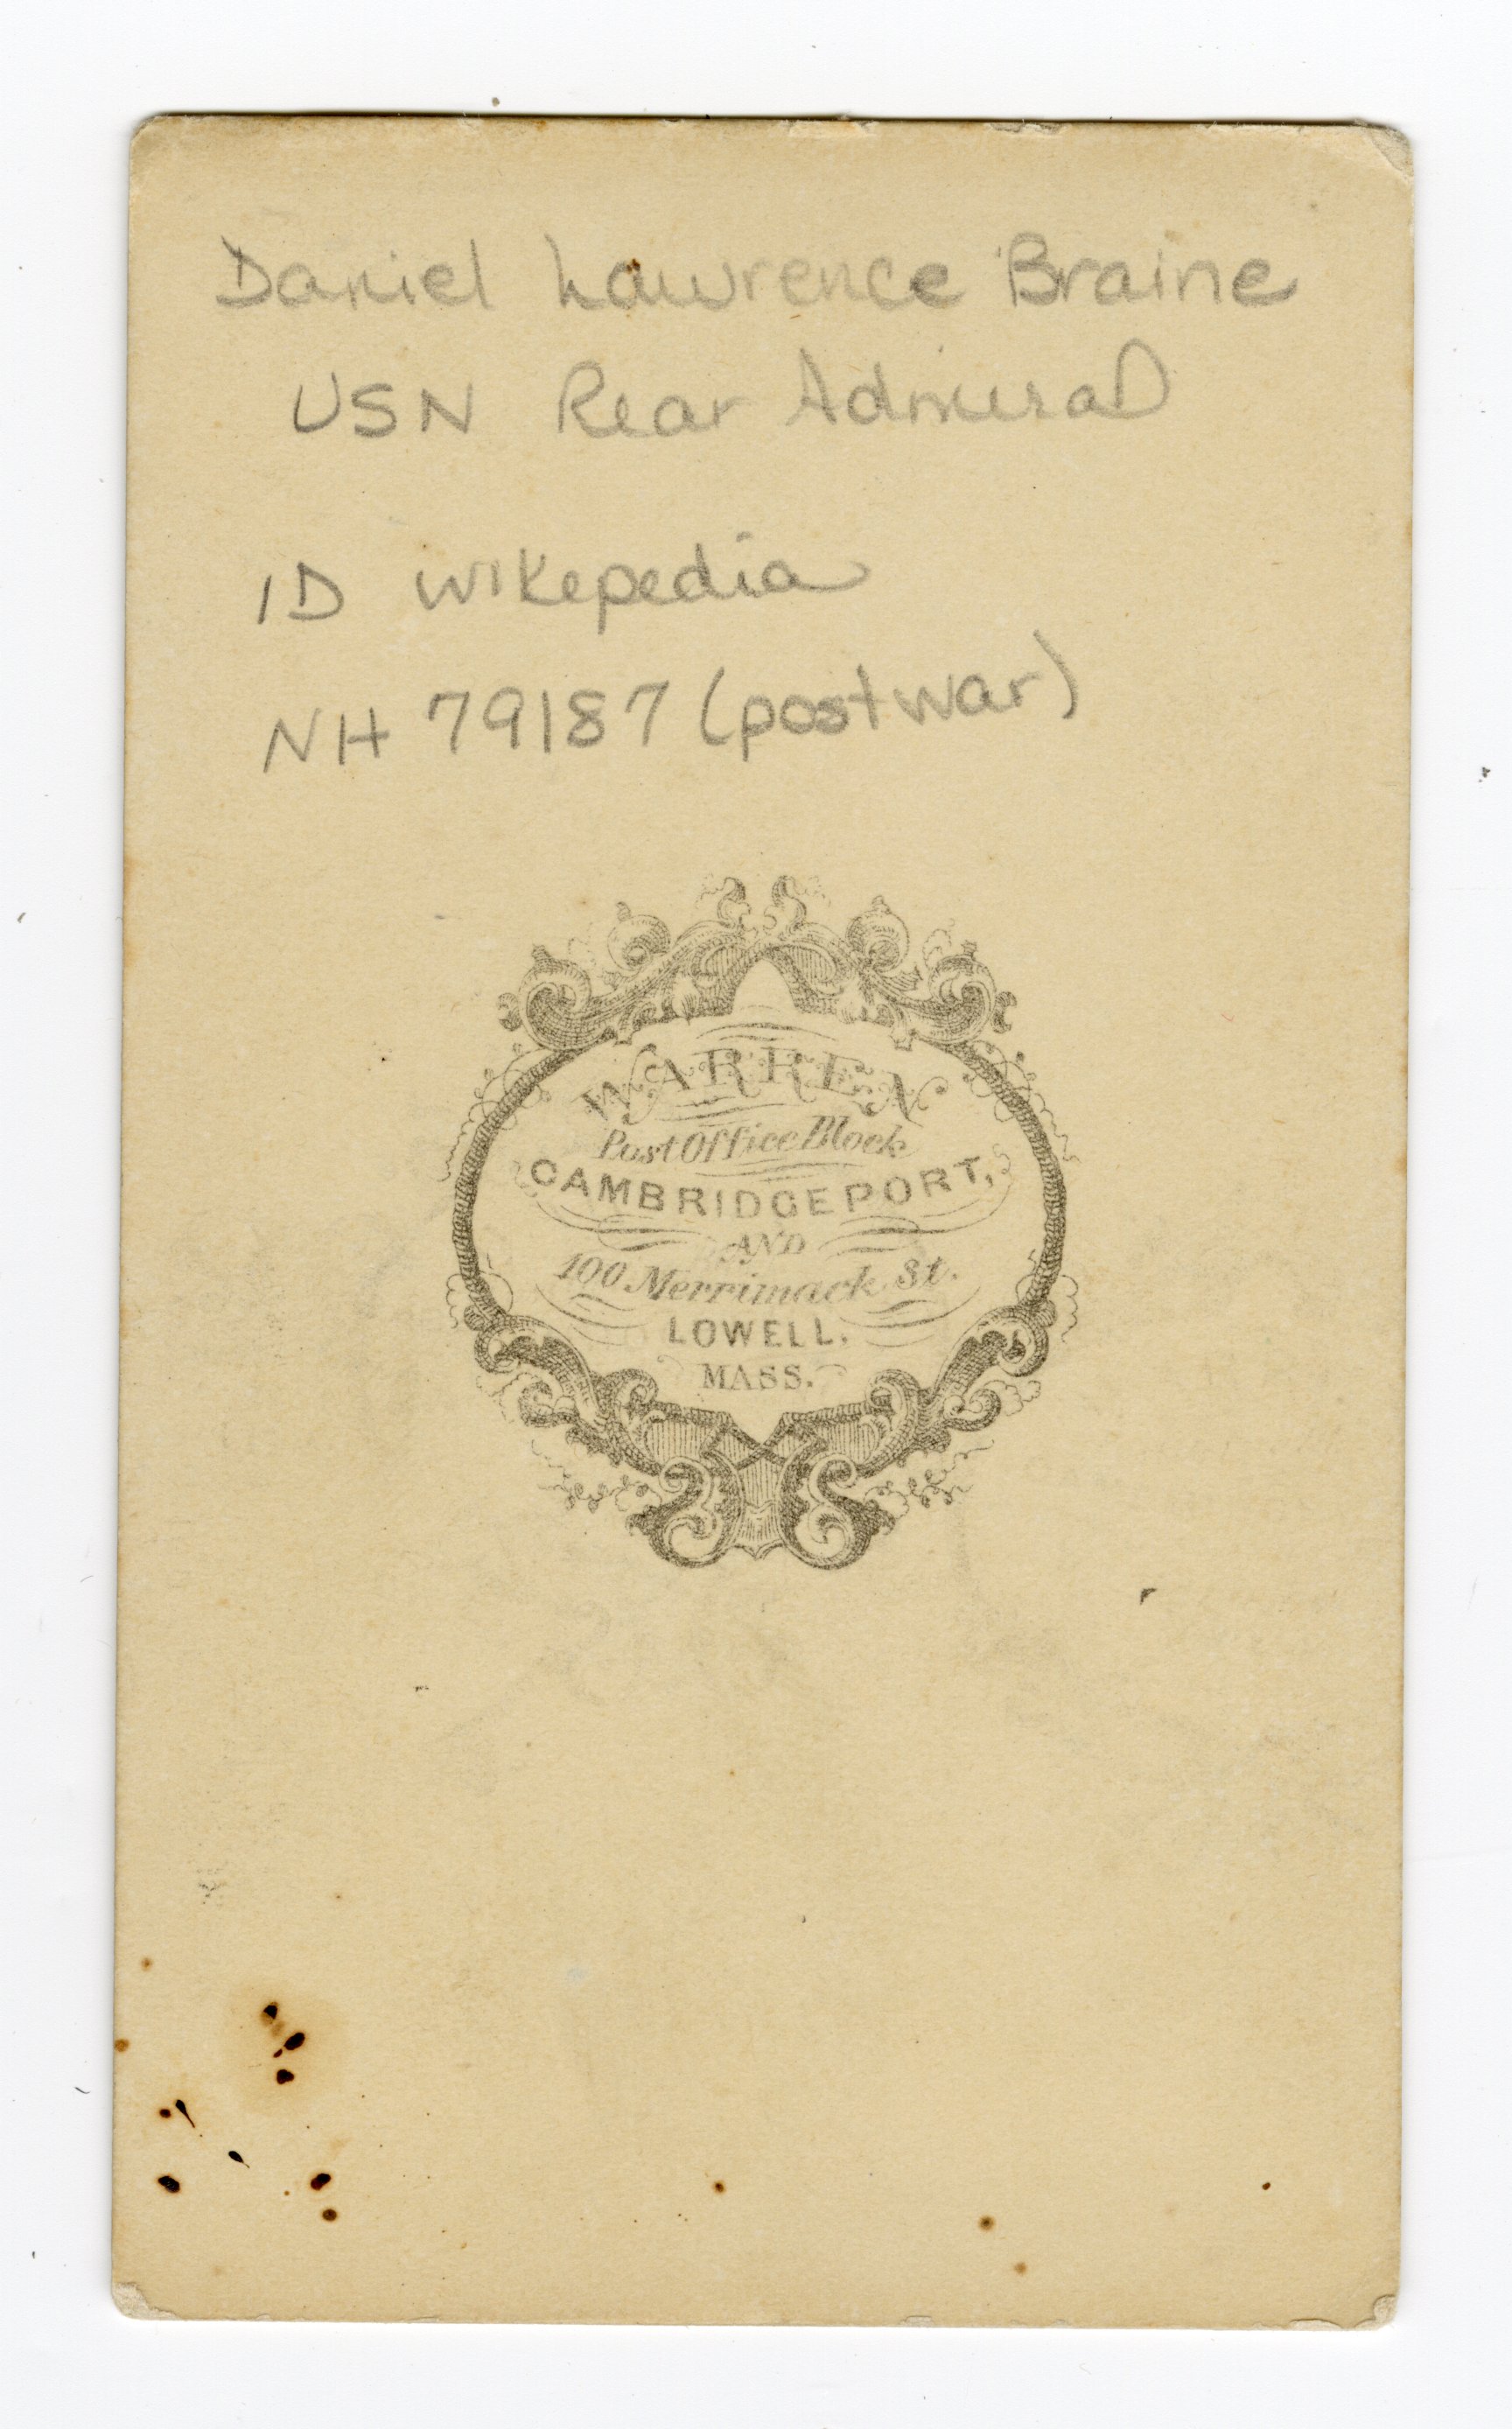 Daniel Lawrence Braine
USN Rear Admiral
ID wikepedia
NH 79187 (postwar)
WARREN
Post Office Block
CAMBRIDGEPORT,
AND
100 Merrimack St.
LOWELL.
MASS.